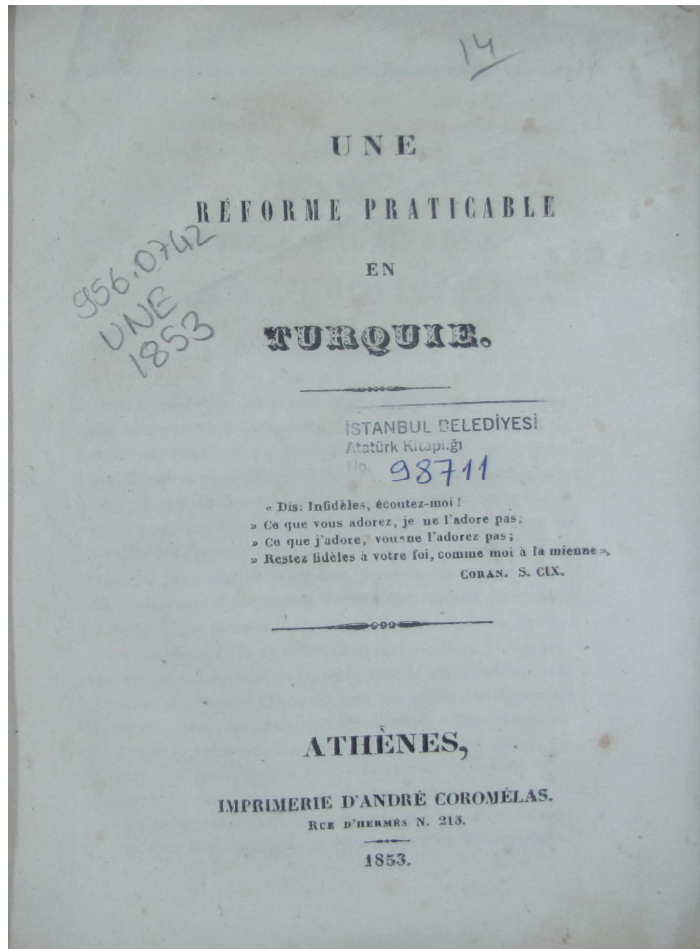 14
UNE
RÉFORME PRATICABLE
EN
TURQUIE.
956.0742
UNE
1853
İSTANBUL BELEDİYESİ
Atatürk Kitaplığı
No. 98711
« Dis: Infidèles, écoutez-moi !
» Ce que vous adorez, je ne l'adore pas;
» Ce que j'adore, vous ne l'adorez pas;
» Restez fidèles à votre foi, comme moi à la mienne »,
CORAN. S. CIX.
ATHÈNES,
IMPRIMERIE D'ANDRÉ COROMÉLAS.
RUE D'HERMÈS N. 215.
1853.